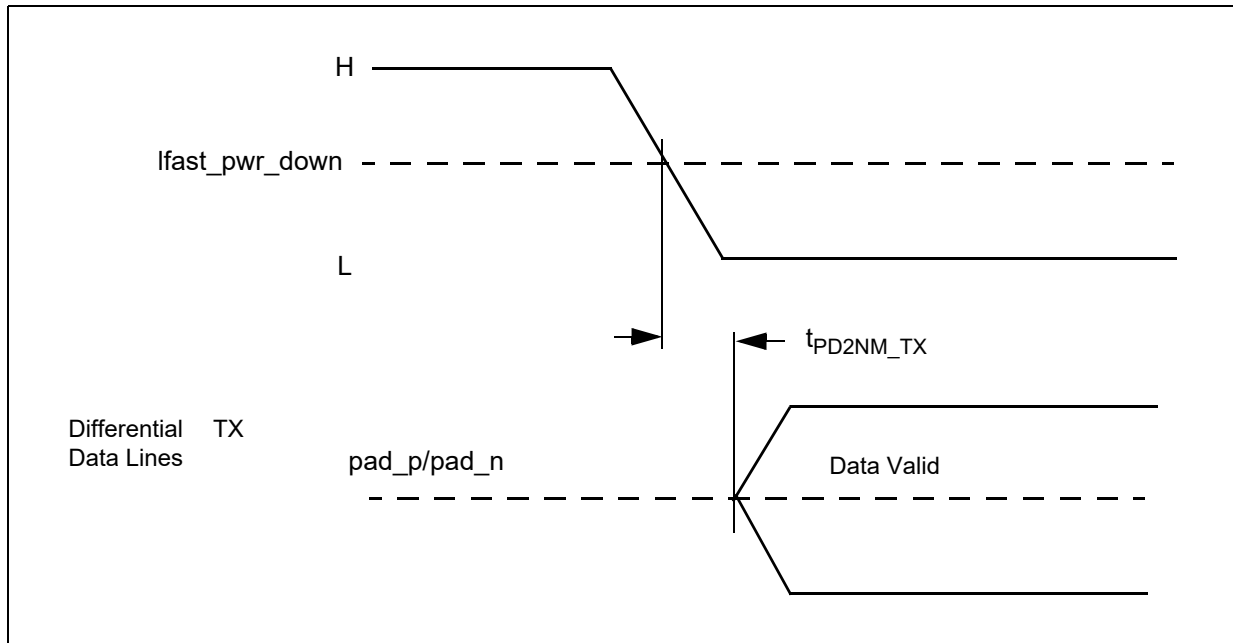 H
lfast_pwr_down
L
tPD2NM_TX
Differential TX
Data Lines
pad_p/pad_n
Data Valid